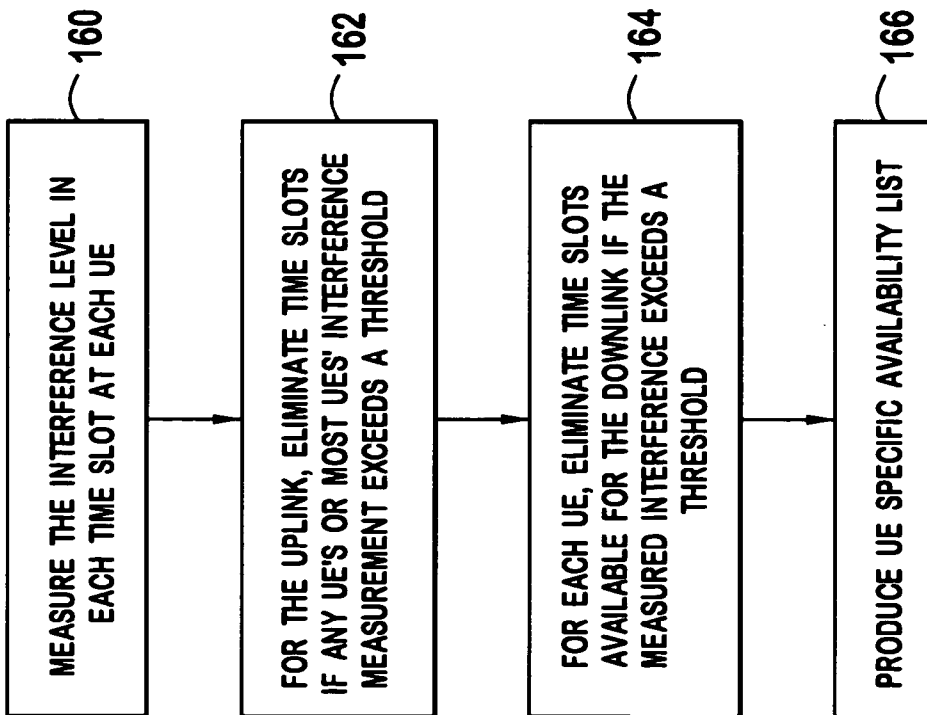 MEASURE THE INTERFERENCE LEVEL IN
EACH TIME SLOT AT EACH UE
160
FOR THE UPLINK, ELIMINATE TIME SLOTS
IF ANY UE'S OR MOST UES' INTERFERENCE
MEASUREMENT EXCEEDS A THRESHOLD
162
FOR EACH UE, ELIMINATE TIME SLOTS
AVAILABLE FOR THE DOWNLINK IF THE
MEASURED INTERFERENCE EXCEEDS A
THRESHOLD
164
PRODUCE UE SPECIFIC AVAILABILITY LIST
166